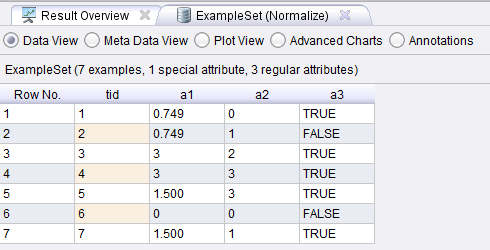 Result Overview ExampleSet (Normalize)
Data View Meta Data View Plot View Advanced Charts Annotations
ExampleSet (7 examples, 1 special attribute, 3 regular attributes)
Row No. tid a1 a2 a3
1 1 0.749 0 TRUE
2 2 0.749 1 FALSE
3 3 3 2 TRUE
4 4 3 3 TRUE
5 5 1.500 3 TRUE
6 6 0 0 FALSE
7 7 1.500 1 TRUE